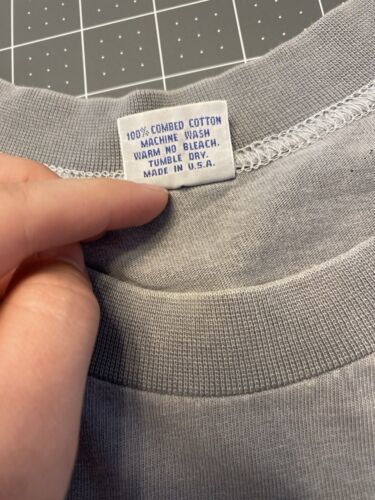 100% COMBED COTTON
MACHINE WASH
WARM NO BLEACH.
TUMBLE DRY.
MADE IN U.S.A.